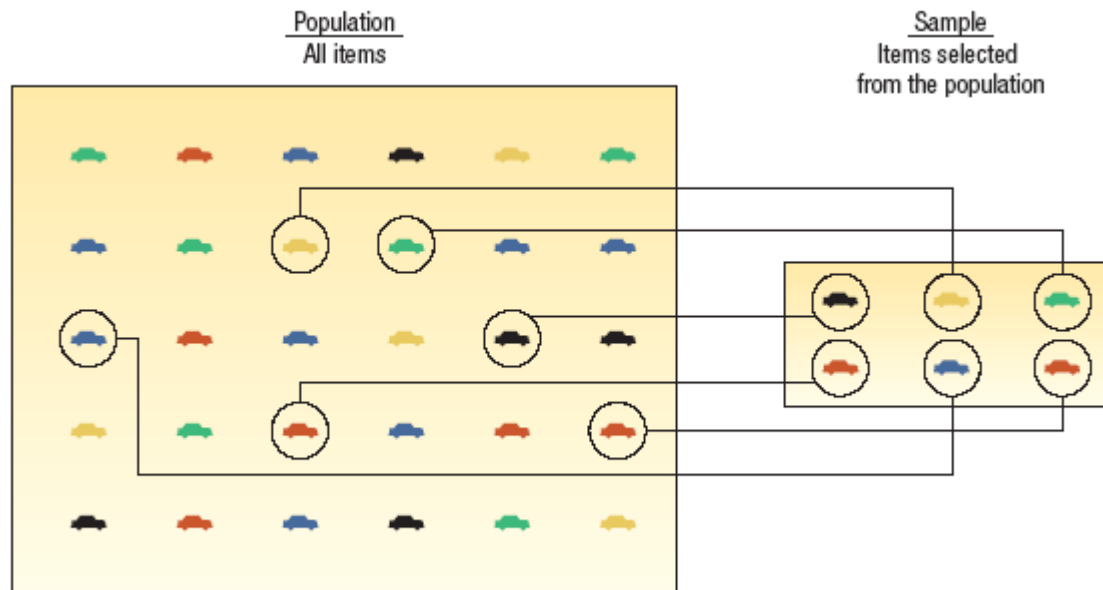 Population
All items
Sample
Items selected
from the population